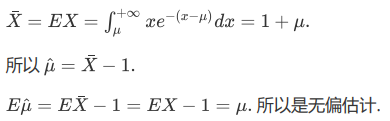 X̄ = EX = ∫_μ^{+∞} xe^{-(x-μ)}dx = 1 + μ.
所以 μ̂ = X̄ − 1.
Eμ̂ = EX̄ − 1 = EX − 1 = μ. 所以是无偏估计.